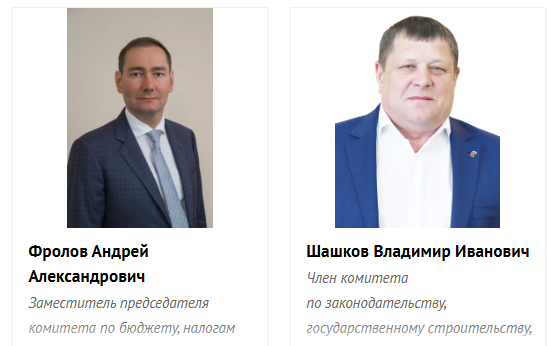 Фролов Андрей
Александрович
Заместитель председателя
комитета по бюджету, налогам
Шашков Владимир Иванович
Член комитета
по законодательству,
государственному строительству,